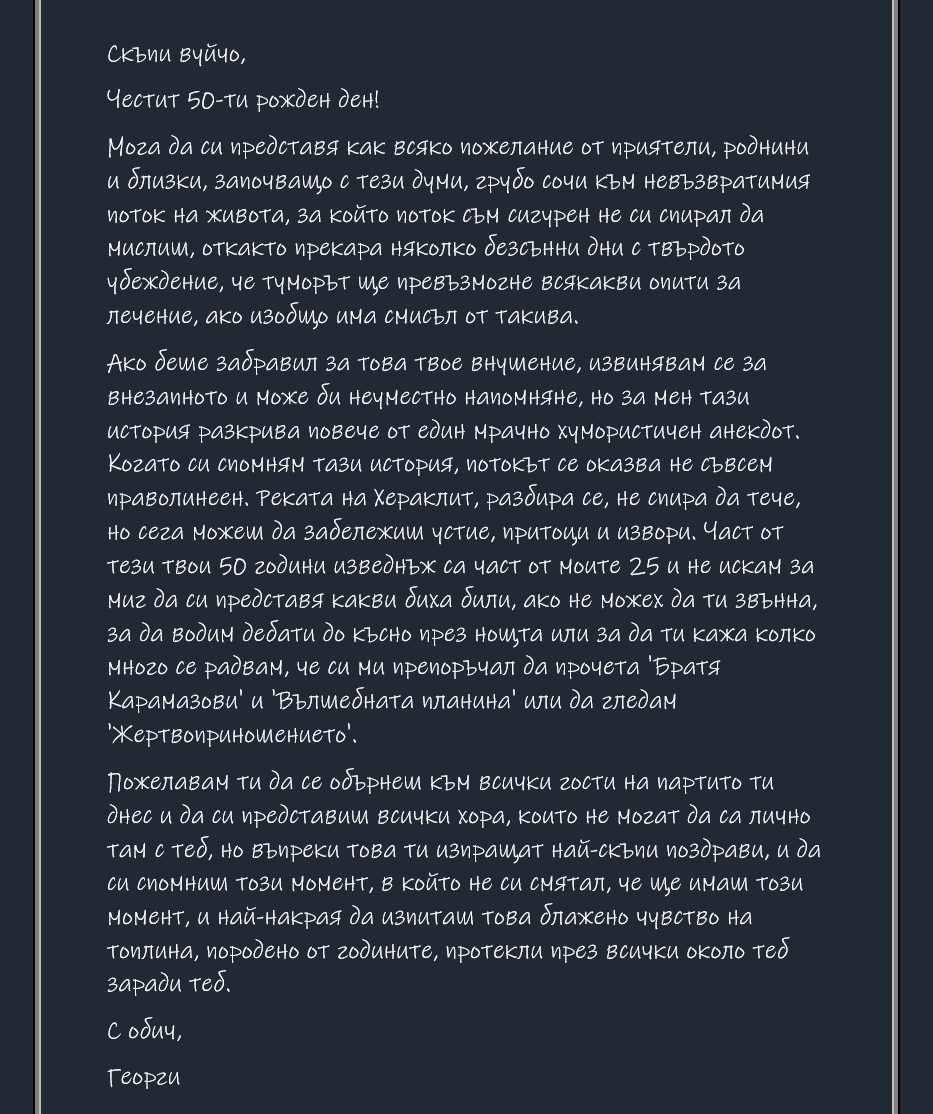 Скъпи вуйчо,
Честит 50-ти рожден ден!
Мога да си представя как всяко пожелание от приятели, роднини
и близки, започващо с тези думи, грубо сочи към невъзвратимия
поток на живота, за който поток съм сигурен не си спирал да
мислиш, откакто прекара няколко безсънни дни с твърдото
убеждение, че туморът ще превъзмогне всякакви опити за
лечение, ако изобщо има смисъл от такива.
Ако беше забравил за това твое внушение, извинявам се за
внезапното и може би неуместно напомняне, но за мен тази
история разкрива повече от един мрачно хумористичен анекдот.
Когато си спомням тази история, потокът се оказва не съвсем
праволинеен. Реката на Хераклит, разбира се, не спира да тече,
но сега можеш да забележиш устие, притоци и извори. Част от
тези твои 50 години изведнъж са част от моите 25 и не искам за
миг да си представя какви биха били, ако не можех да ти звънна,
за да водим дебати до късно през нощта или за да ти кажа колко
много се радвам, че си ми препоръчал да прочета 'Братя
Карамазови' и 'Вълшебната планина' или да гледам
'Жертвоприношението'.
Пожелавам ти да се обърнеш към всички гости на партито ти
днес и да си представиш всички хора, които не могат да са лично
там с теб, но въпреки това ти изпращат най-скъпи поздрави, и да
си спомниш този момент, в който не си смятал, че ще имаш този
момент, и най-накрая да изпиташ това блажено чувство на
топлина, породено от годините, протекли през всички около теб
заради теб.
С обич,
Георги